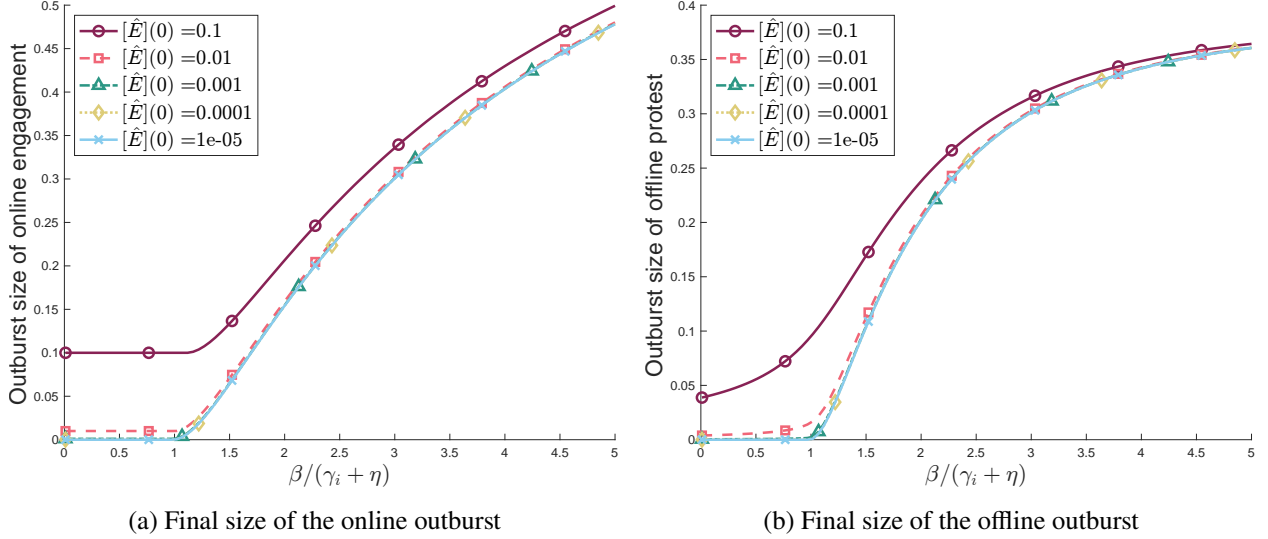 Outburst size of online engagement
0.5
0.45
0.4
0.35
0.3
0.25
0.2
0.15
0.1
0.05
0
[Ê](0) =0.1
[Ê](0) =0.01
[Ê](0) =0.001
[Ê](0) =0.0001
[Ê](0) =1e-05
0 0.5 1 1.5 2 2.5 3 3.5 4 4.5 5
β/(γᵢ + η)
(a) Final size of the online outburst
Outburst size of offline protest
0.4
0.35
0.3
0.25
0.2
0.15
0.1
0.05
0
[Ê](0) =0.1
[Ê](0) =0.01
[Ê](0) =0.001
[Ê](0) =0.0001
[Ê](0) =1e-05
0 0.5 1 1.5 2 2.5 3 3.5 4 4.5 5
β/(γᵢ + η)
(b) Final size of the offline outburst